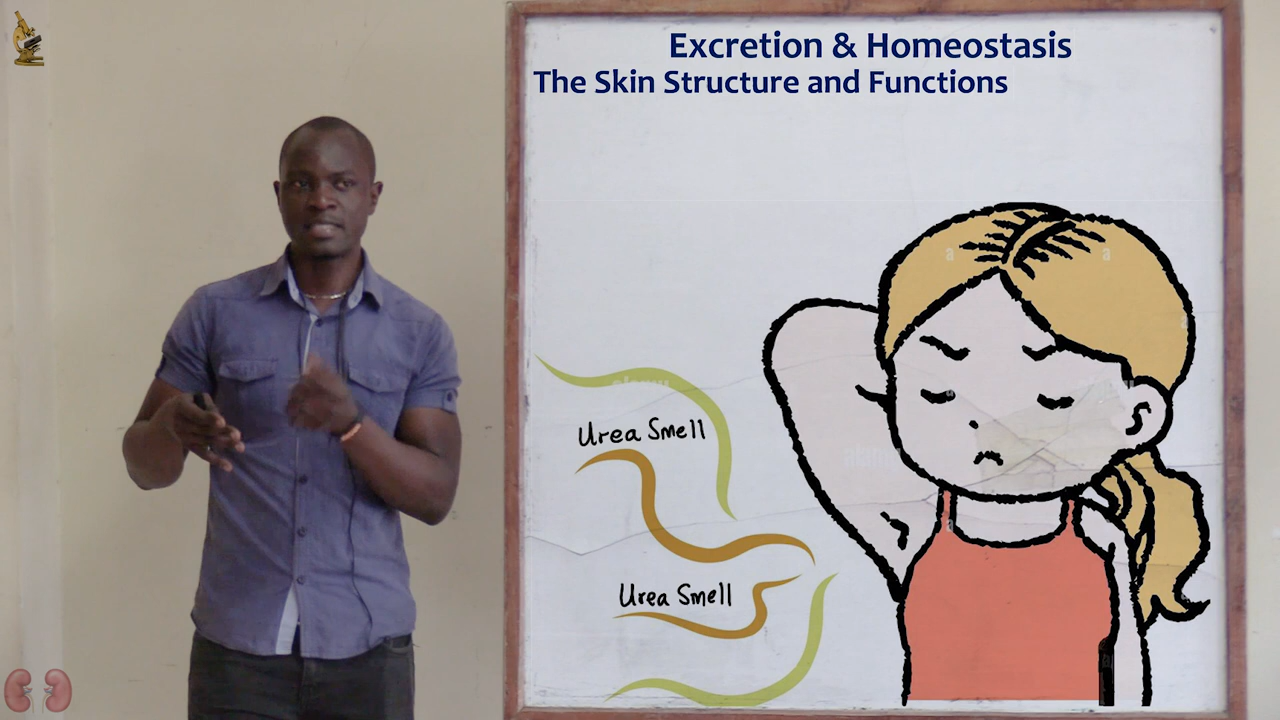 Excretion & Homeostasis
The Skin Structure and Functions
Urea Smell
Urea Smell